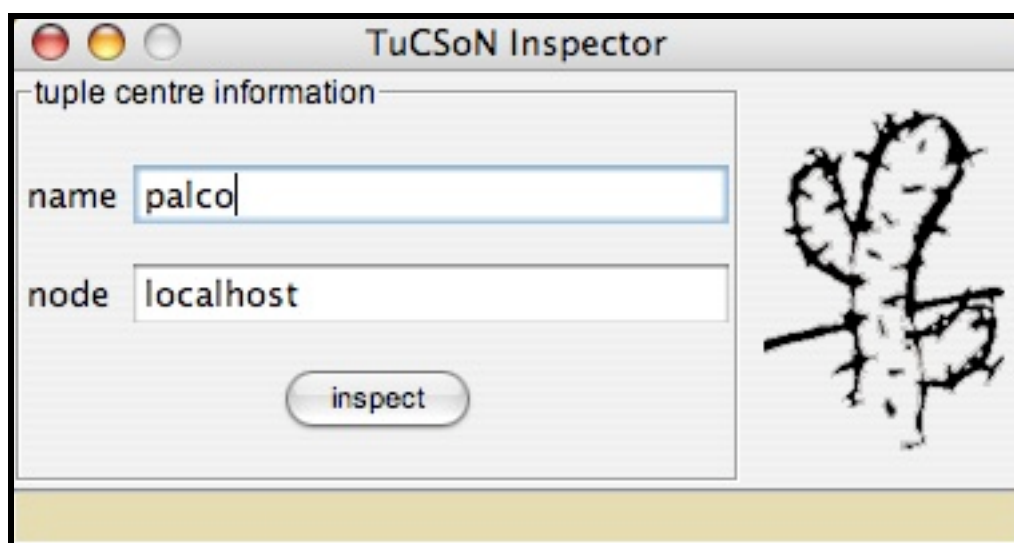 TuCSoN Inspector
tuple centre information
name palco
node localhost
inspect